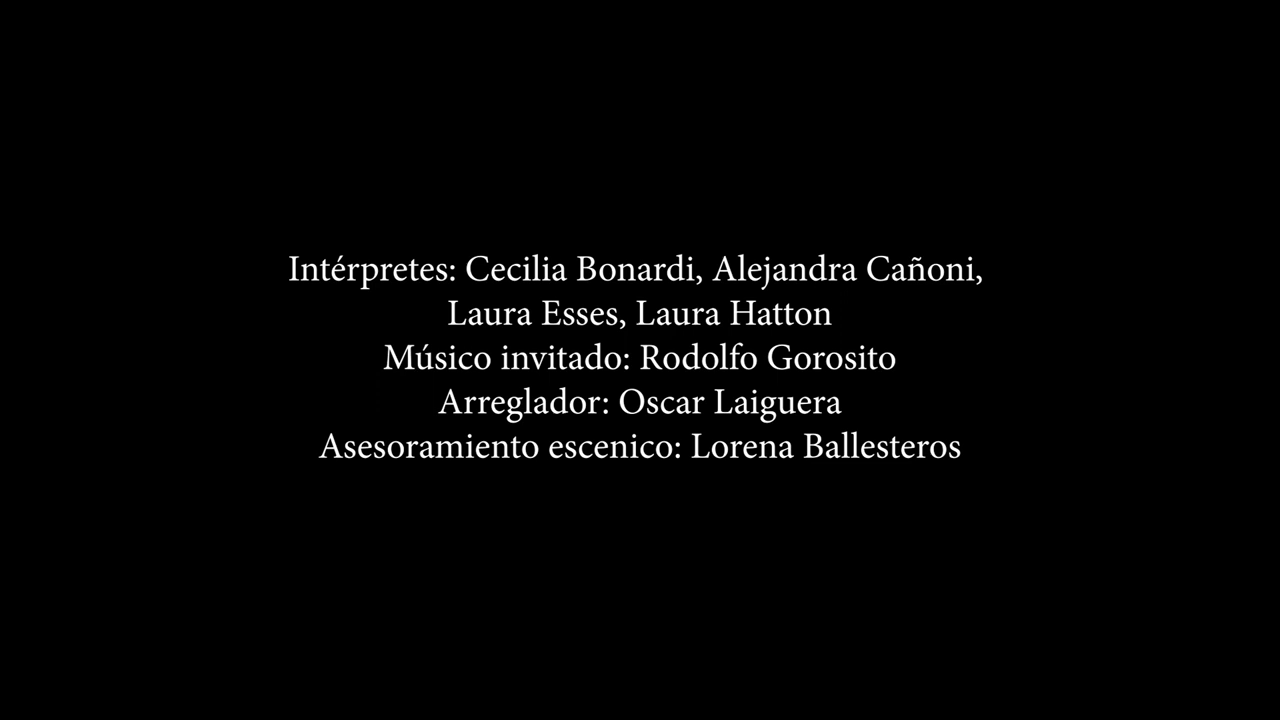 Intérpretes: Cecilia Bonardi, Alejandra Cañoni,
Laura Esses, Laura Hatton
Músico invitado: Rodolfo Gorosito
Arreglador: Oscar Laiguera
Asesoramiento escenico: Lorena Ballesteros